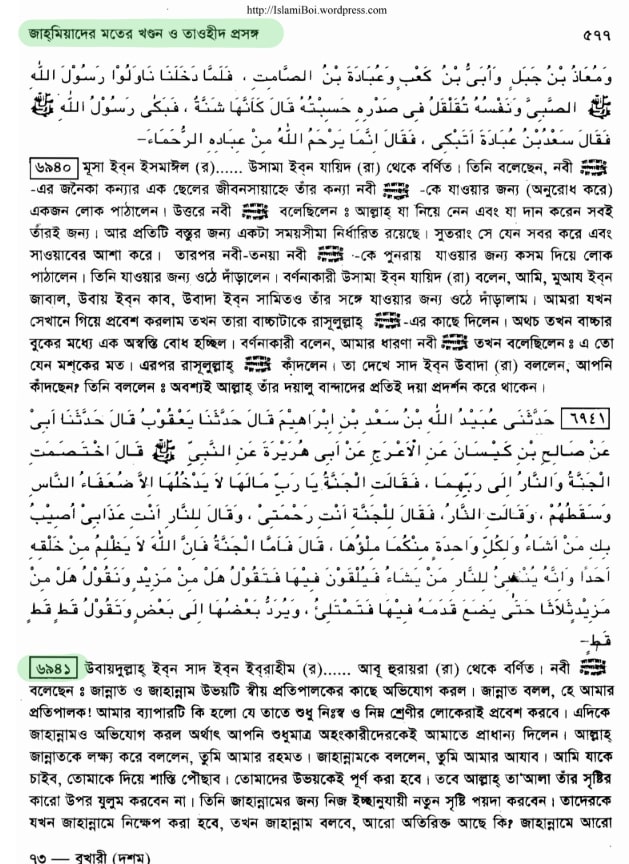 http://IslamiBoi.wordpress.com
জাহ্‌মিয়াদের মতের খণ্ডন ও তাওহীদ প্রসঙ্গ ৫৭৭
وَمُعَاذُ بْنُ جَبَلٍ وَاُبَىُّ بْنُ كَعْبٍ وَعُبَادَةُ بْنُ الصَّامِتِ ، فَلَمَّا دَخَلْنَا نَاوَلُوْا رَسُوْلَ اللّٰهِ
ﷺ الصَّبِىَّ وَنَفْسُهُ تُقَلْقَلُ فِى صَدْرِهِ حَسِبْتُهُ قَالَ كَاَنَّهَا شَنَّةٌ ، فَبَكٰى رَسُوْلُ اللّٰهِ ﷺ
فَقَالَ سَعْدُبْنُ عُبَادَةَ اَتَبْكِى ، فَقَالَ اِنَّمَا يَرْحَمُ اللّٰهُ مِنْ عِبَادِهِ الرُّحَمَاءَ-
৬৯৪০ মূসা ইব্‌ন ইসমাঈল (র)...... উসামা ইব্‌ন যায়িদ (রা) থেকে বর্ণিত। তিনি বলেছেন, নবী ﷺ
-এর জনৈকা কন্যার এক ছেলের জীবনসায়াহ্নে তাঁর কন্যা নবী ﷺ -কে যাওয়ার জন্য (অনুরোধ করে)
একজন লোক পাঠালেন। উত্তরে নবী ﷺ বলেছিলেন ঃ আল্লাহ্ যা নিয়ে নেন এবং যা দান করেন সবই
তাঁরই জন্য। আর প্রতিটি বস্তুর জন্য একটা সময়সীমা নির্ধারিত রয়েছে। সুতরাং সে যেন সবর করে এবং
সাওয়াবের আশা করে। তারপর নবী-তনয়া নবী ﷺ -কে পুনরায় যাওয়ার জন্য কসম দিয়ে লোক
পাঠালেন। তিনি যাওয়ার জন্য ওঠে দাঁড়ালেন। বর্ণনাকারী উসামা ইব্‌ন যায়িদ (রা) বলেন, আমি, মুআয ইব্‌ন
জাবাল, উবায় ইব্‌ন কাব, উবাদা ইব্‌ন সামিতও তাঁর সঙ্গে যাওয়ার জন্য ওঠে দাঁড়ালাম। আমরা যখন
সেখানে গিয়ে প্রবেশ করলাম তখন তারা বাচ্চাটাকে রাসূলুল্লাহ্ ﷺ -এর কাছে দিলেন। অথচ তখন বাচ্চার
বুকের মধ্যে এক অস্বস্তি বোধ হচ্ছিল। বর্ণনাকারী বলেন, আমার ধারণা নবী ﷺ তখন বলেছিলেন ঃ এ তো
যেন মশ্‌কের মত। এরপর রাসূলুল্লাহ্ ﷺ কাঁদলেন। তা দেখে সাদ ইব্‌ন উবাদা (রা) বললেন, আপনি
কাঁদছেন? তিনি বললেন ঃ অবশ্যই আল্লাহ্ তাঁর দয়ালু বান্দাদের প্রতিই দয়া প্রদর্শন করে থাকেন।
٦٩٤١ حَدَّثَنِى عُبَيْدُ اللّٰهِ بْنُ سَعْدِ بْنِ اِبْرَاهِيْمَ قَالَ حَدَّثَنَا يَعْقُوْبُ قَالَ حَدَّثَنَا اَبِىْ
عَنْ صَالِحِ بْنِ كَيْسَانَ عَنِ الْاَعْرَجِ عَنْ اَبِى هُرَيْرَةَ عَنِ النَّبِىِّ ﷺ قَالَ اخْتَصَمَتِ
الْجَنَّةُ وَالنَّارُ اِلٰى رَبِّهِمَا ، فَقَالَتِ الْجَنَّةُ يَا رَبِّ مَالَهَا لَا يَدْخُلُهَا اِلَّا ضُعَفَاءُ النَّاسِ
وَسَقَطُهُمْ ، وَقَالَتِ النَّارُ، فَقَالَ لِلْجَنَّةِ اَنْتِ رَحْمَتِىْ ، وَقَالَ لِلنَّارِ اَنْتِ عَذَابِىْ اُصِيْبُ
بِكِ مَنْ اَشَاءُ وَلِكُلِّ وَاحِدَةٍ مِنْكُمَا مِلْؤُهَا ، قَالَ فَاَمَّا الْجَنَّةُ فَاِنَّ اللّٰهَ لَا يَظْلِمُ مِنْ خَلْقِهِ
اَحَدًا وَاَنَّهُ يُنْشِئُ لِلنَّارِ مَنْ يَشَاءُ فَيُلْقَوْنَ فِيْهَا فَتَقُوْلُ هَلْ مِنْ مَزِيْدٍ وَتَقُوْلُ هَلْ مِنْ
مَزِيْدٍ ثَلَاثًا حَتّٰى يَضَعَ قَدَمَهُ فِيْهَا فَتَمْتَلِئُ ، وَيُرَدُّ بَعْضُهَا اِلٰى بَعْضٍ وَتَقُوْلُ قَطْ قَطْ
قَطْ-
৬৯৪১ উবায়দুল্লাহ্ ইব্‌ন সাদ ইব্‌ন ইব্‌রাহীম (র)...... আবূ হুরায়রা (রা) থেকে বর্ণিত। নবী ﷺ
বলেছেন ঃ জান্নাত ও জাহান্নাম উভয়টি স্বীয় প্রতিপালকের কাছে অভিযোগ করল। জান্নাত বলল, হে আমার
প্রতিপালক! আমার ব্যাপারটি কি হলো যে তাতে শুধু নিঃস্ব ও নিম্ন শ্রেণীর লোকেরাই প্রবেশ করবে। এদিকে
জাহান্নামও অভিযোগ করল অর্থাৎ আপনি শুধুমাত্র অহংকারীদেরকেই আমাতে প্রাধান্য দিলেন। আল্লাহ্
জান্নাতকে লক্ষ্য করে বললেন, তুমি আমার রহমত। জাহান্নামকে বললেন, তুমি আমার আযাব। আমি যাকে
চাইব, তোমাকে দিয়ে শাস্তি পৌঁছাব। তোমাদের উভয়কেই পূর্ণ করা হবে। তবে আল্লাহ্ তা'আলা তাঁর সৃষ্টির
কারো উপর যুলুম করবেন না। তিনি জাহান্নামের জন্য নিজ ইচ্ছানুযায়ী নতুন সৃষ্টি পয়দা করবেন। তাদেরকে
যখন জাহান্নামে নিক্ষেপ করা হবে, তখন জাহান্নাম বলবে, আরো অতিরিক্ত আছে কি? জাহান্নামে আরো
৭৩ — বুখারী (দশম)